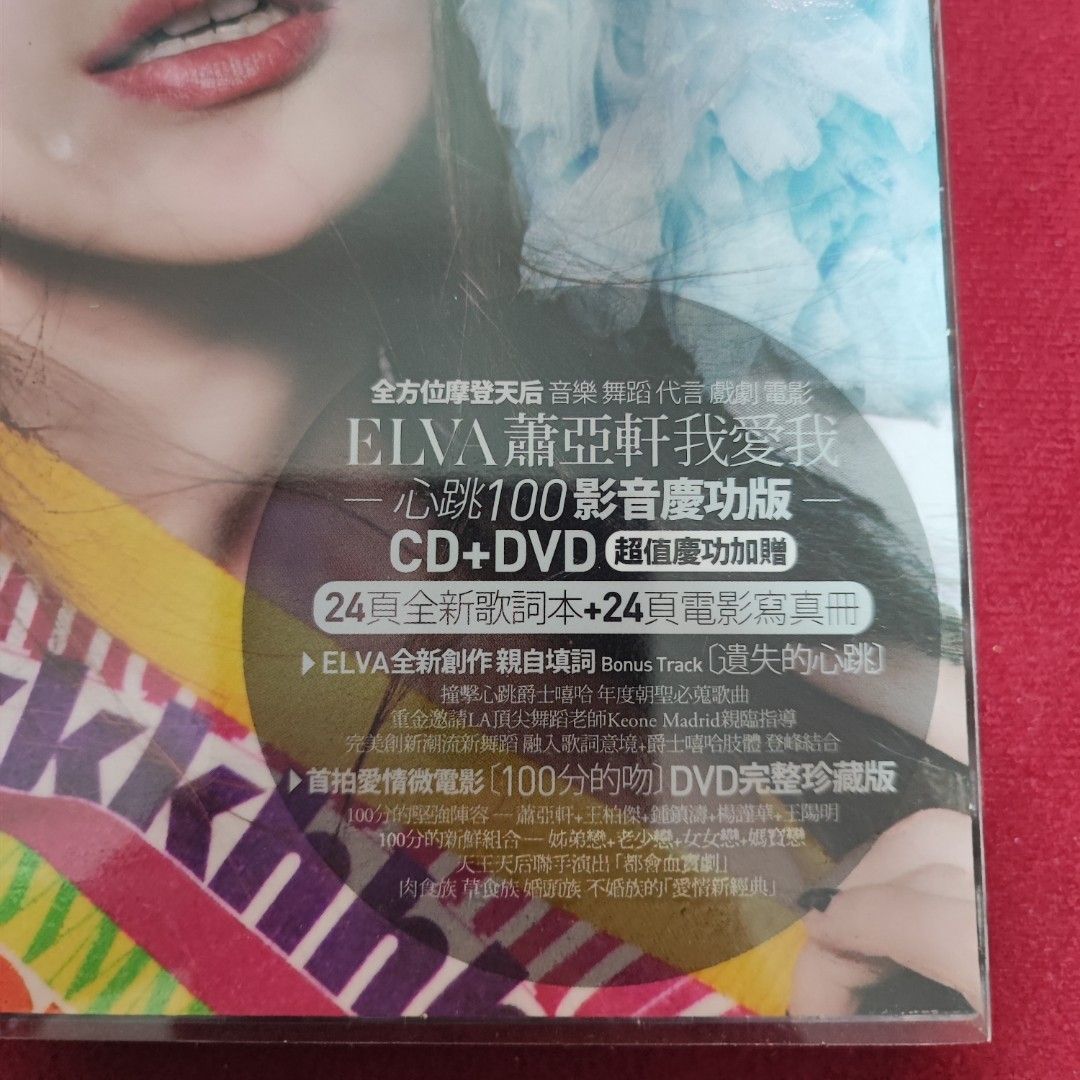 全方位摩登天后 音樂 舞蹈 代言 戲劇 電影
ELVA 蕭亞軒 我愛我
— 心跳100 影音慶功版 —
CD+DVD 超值慶功加贈
24頁全新歌詞本+24頁電影寫真冊
▶ ELVA全新創作 親自填詞 Bonus Track〔遺失的心跳〕
撞擊心跳爵士嘻哈 年度朝聖必蒐歌曲
重金邀請LA頂尖舞蹈老師Keone Madrid親臨指導
完美創新潮流新舞蹈 融入歌詞意境+爵士嘻哈肢體 登峰結合
▶ 首拍愛情微電影〔100分的吻〕DVD完整珍藏版
100分的堅強陣容 — 蕭亞軒+王柏傑+鍾鎮濤+楊謹華+王陽明
100分的新鮮組合 — 姊弟戀+老少戀+女女戀+媽寶戀
天王天后聯手演出「都會血寶劇」
肉食族 草食族 婚頭族 不婚族的「愛情新經典」